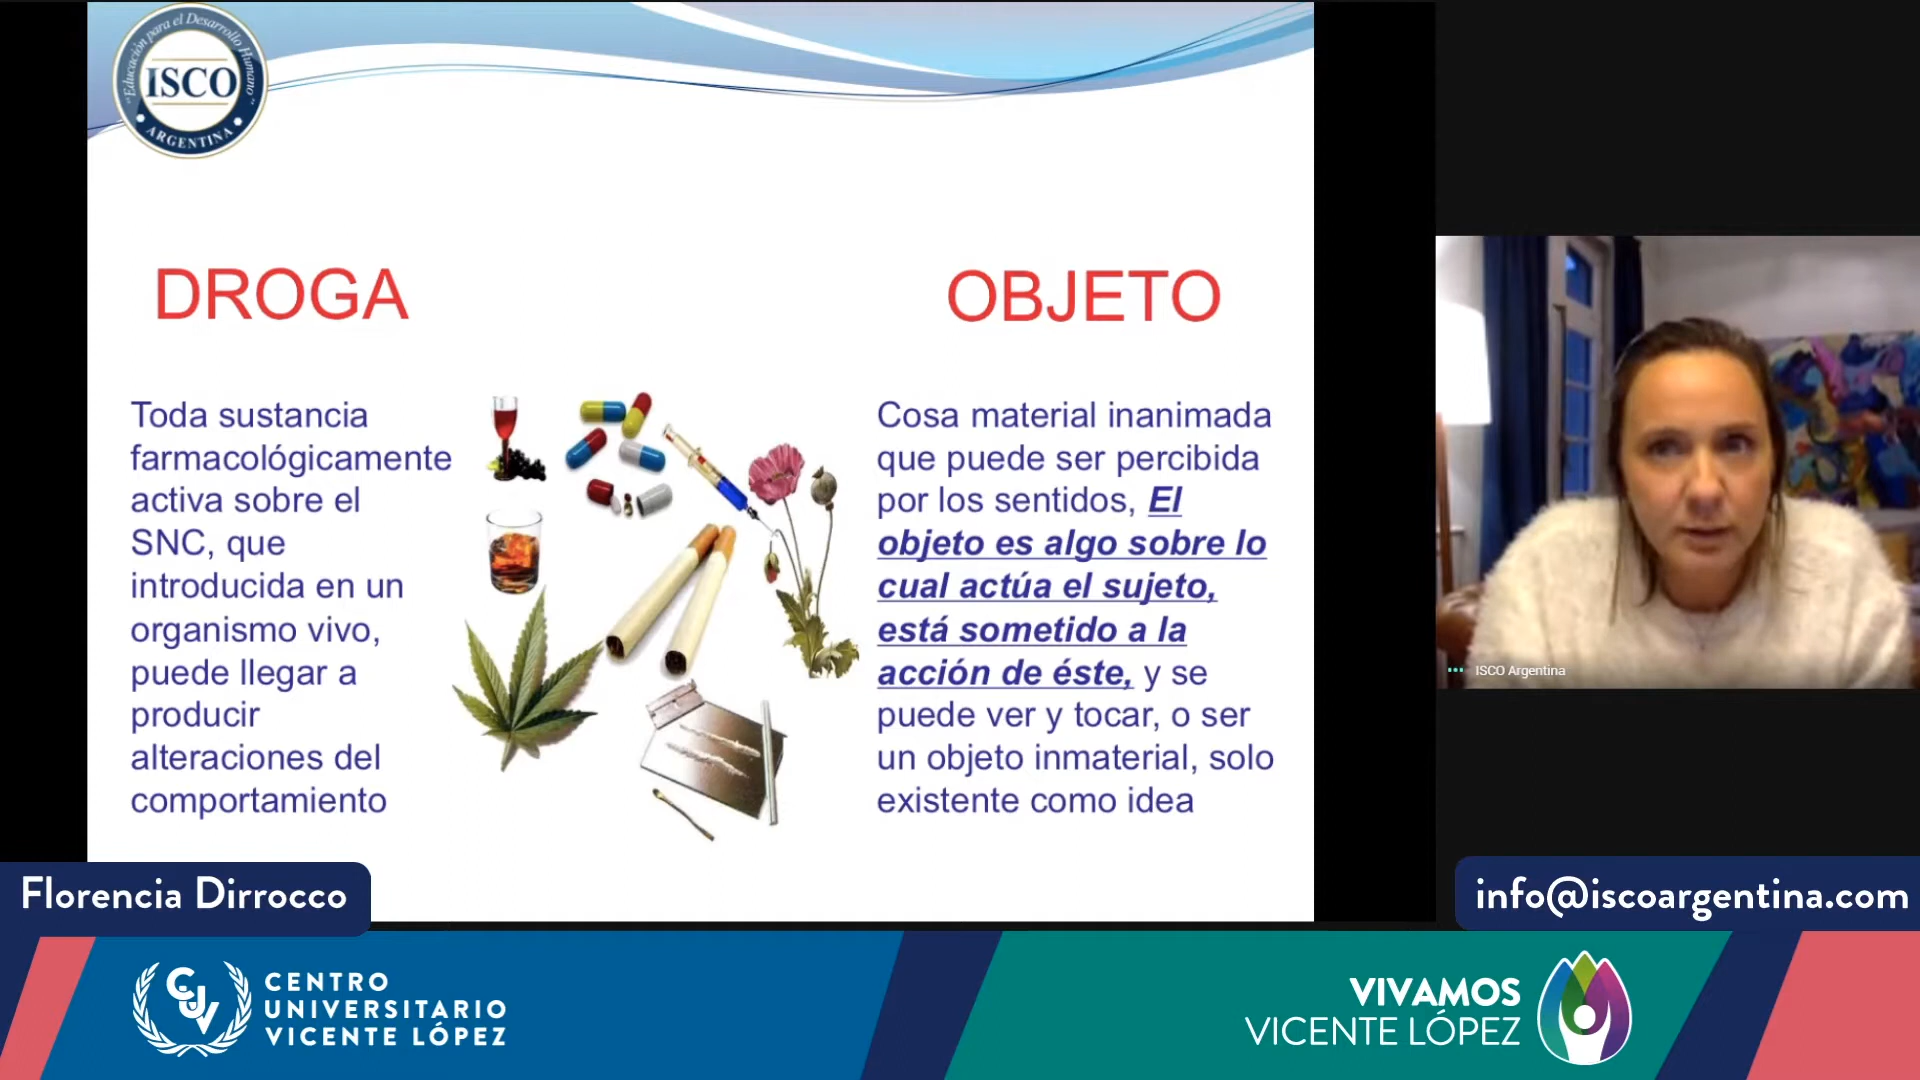 "Educación para el Desarrollo Humano"
ISCO
ARGENTINA
DROGA
Toda sustancia
farmacológicamente
activa sobre el
SNC, que
introducida en un
organismo vivo,
puede llegar a
producir
alteraciones del
comportamiento
OBJETO
Cosa material inanimada
que puede ser percibida
por los sentidos, El
objeto es algo sobre lo
cual actúa el sujeto,
está sometido a la
acción de éste, y se
puede ver y tocar, o ser
un objeto inmaterial, solo
existente como idea
ISCO Argentina
Florencia Dirrocco
info@iscoargentina.com
CUV
CENTRO
UNIVERSITARIO
VICENTE LÓPEZ
VIVAMOS
VICENTE LÓPEZ